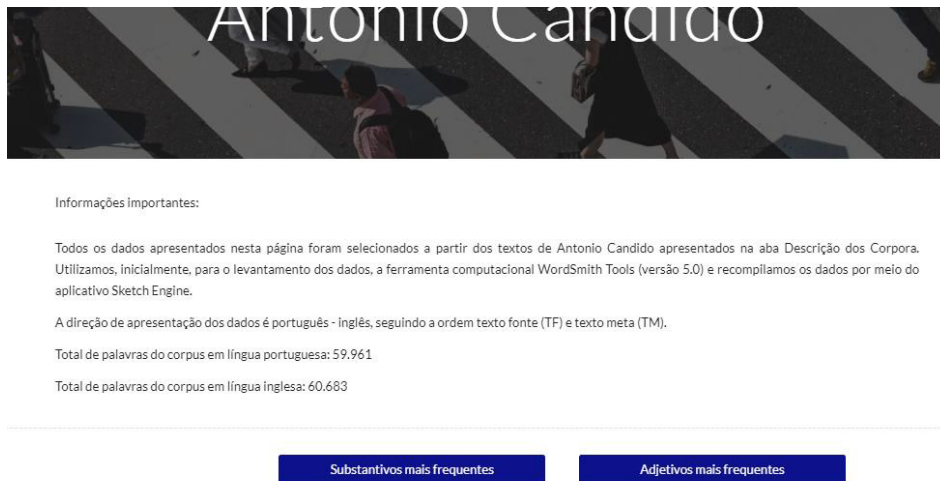 Antonio Candido
Informações importantes:
Todos os dados apresentados nesta página foram selecionados a partir dos textos de Antonio Candido apresentados na aba Descrição dos Corpora.
Utilizamos, inicialmente, para o levantamento dos dados, a ferramenta computacional WordSmith Tools (versão 5.0) e recompilamos os dados por meio do
aplicativo Sketch Engine.
A direção de apresentação dos dados é português - inglês, seguindo a ordem texto fonte (TF) e texto meta (TM).
Total de palavras do corpus em língua portuguesa: 59.961
Total de palavras do corpus em língua inglesa: 60.683
Substantivos mais frequentes
Adjetivos mais frequentes